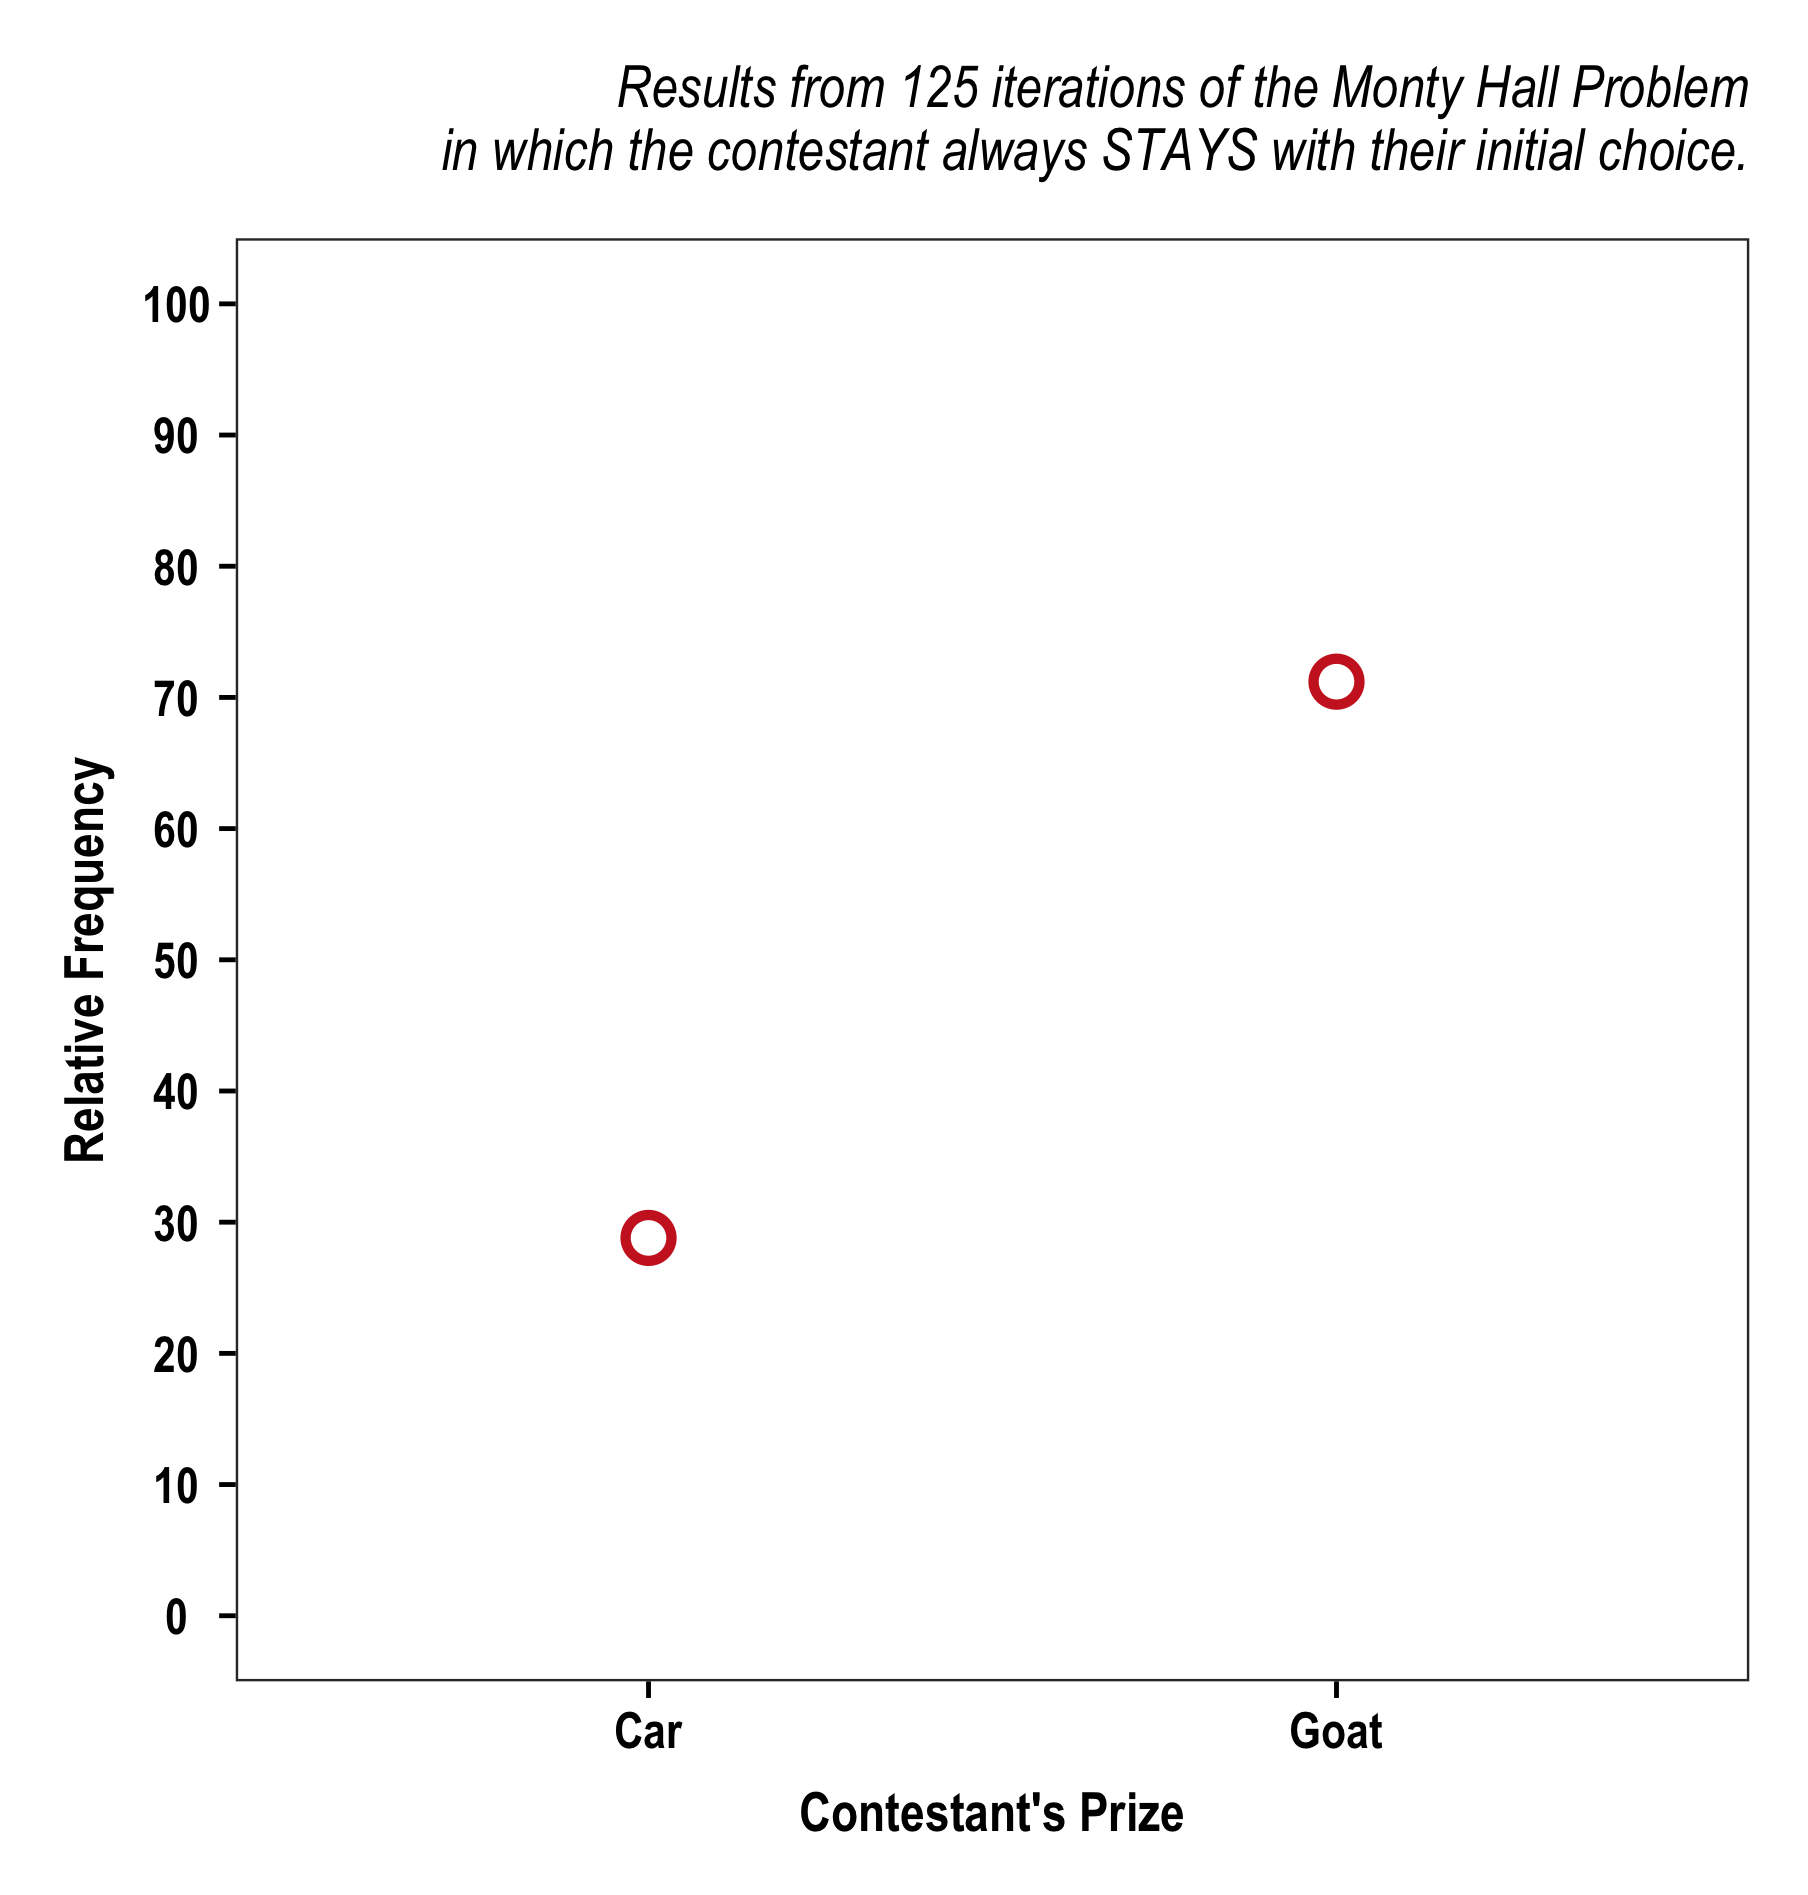 Results from 125 iterations of the Monty Hall Problem
in which the contestant always STAYS with their initial choice.
100
90
80
70
60
50
40
30
20
10
0
Relative Frequency
Car
Goat
Contestant's Prize